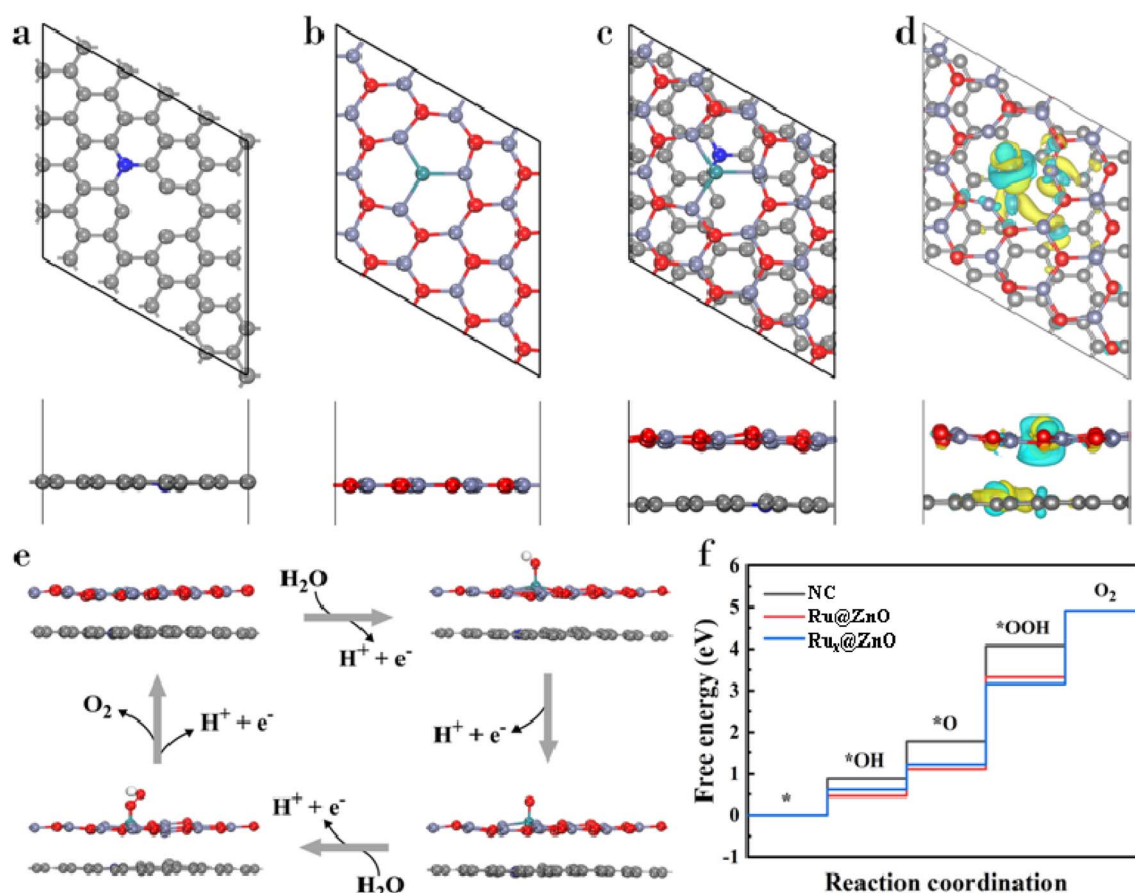 a
b
c
d
e
H₂O
H⁺ + e⁻
H⁺ + e⁻
O₂
H⁺ + e⁻
H⁺ + e⁻
H₂O
f
6
5
4
3
2
1
0
-1
Free energy (eV)
NC
Ru@ZnO
Ruₓ@ZnO
*
*OH
*O
*OOH
O₂
Reaction coordination